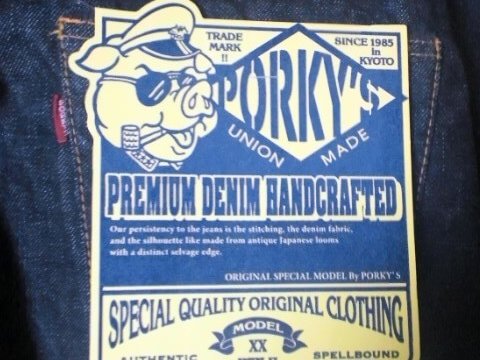 TRADE
MARK
!!
SINCE 1985
in
KYOTO
PORKY'S
UNION MADE
PREMIUM DENIM HANDCRAFTED
Our persistency to the jeans is the stitching, the denim fabric,
and the silhouette like made from antique Japanese looms
with a distinct selvage edge.
ORIGINAL SPECIAL MODEL By PORKY'S
SPECIAL QUALITY ORIGINAL CLOTHING
MODEL
XX
AUTHENTIC
SPELLBOUND